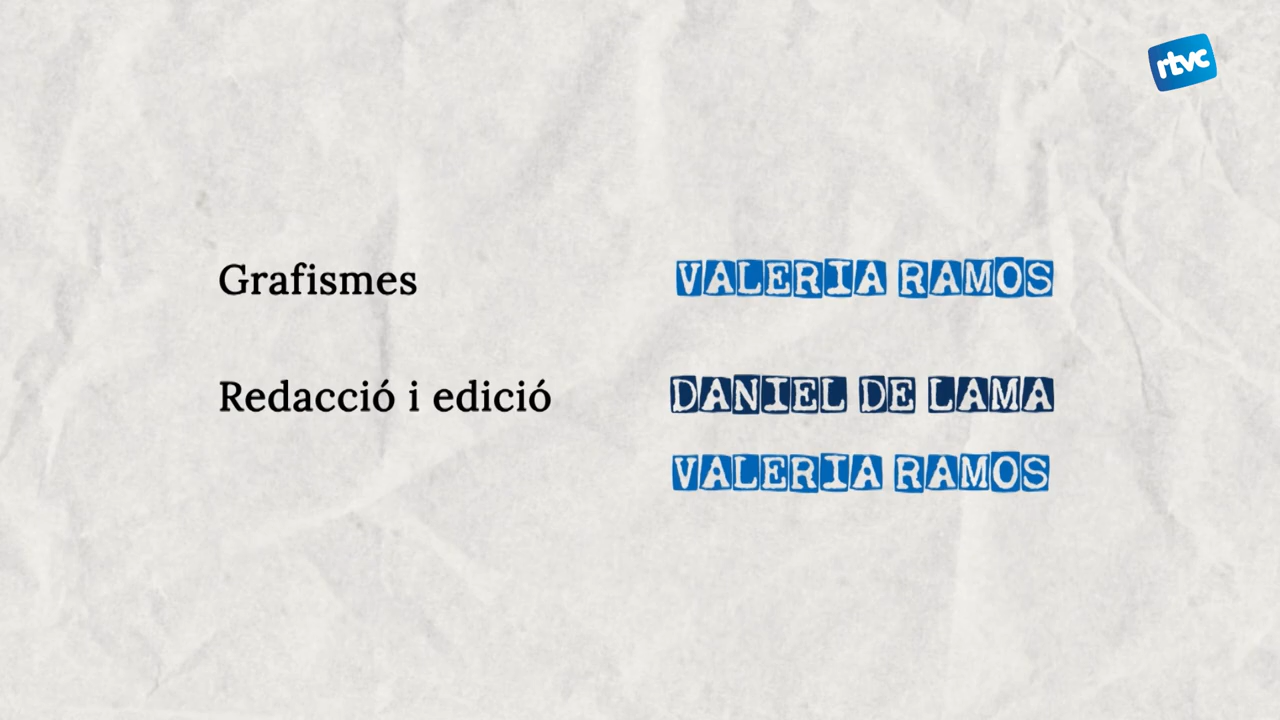 rtvc
Grafismes VALERIA RAMOS
Redacció i edició DANIEL DE LAMA
VALERIA RAMOS